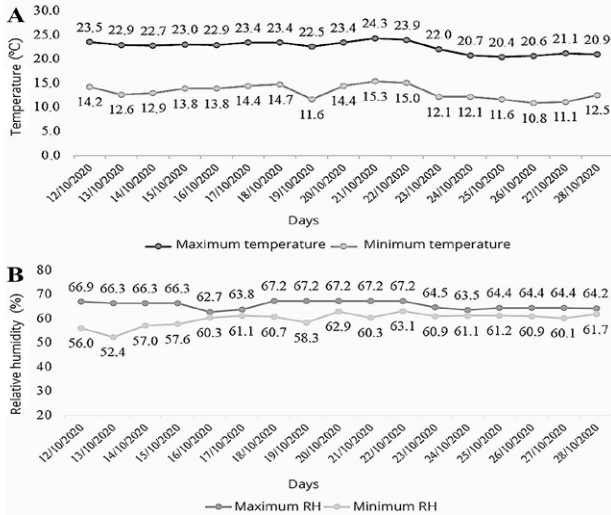 A
30.0
25.0
20.0
15.0
10.0
5.0
0.0
Temperature (ºC)
23.5 22.9 22.7 23.0 22.9 23.4 23.4 22.5 23.4 24.3 23.9 22.0 20.7 20.4 20.6 21.1 20.9
14.2 12.6 12.9 13.8 13.8 14.4 14.7 11.6 14.4 15.3 15.0 12.1 12.1 11.6 10.8 11.1 12.5
12/10/2020 13/10/2020 14/10/2020 15/10/2020 16/10/2020 17/10/2020 18/10/2020 19/10/2020 20/10/2020 21/10/2020 22/10/2020 23/10/2020 24/10/2020 25/10/2020 26/10/2020 27/10/2020 28/10/2020
Days
Maximum temperature Minimum temperature
B
80
70
60
50
40
30
20
Relative humidity (%)
66.9 66.3 66.3 66.3 62.7 63.8 67.2 67.2 67.2 67.2 67.2 64.5 63.5 64.4 64.4 64.4 64.2
56.0 52.4 57.0 57.6 60.3 61.1 60.7 58.3 62.9 60.3 63.1 60.9 61.1 61.2 60.9 60.1 61.7
12/10/2020 13/10/2020 14/10/2020 15/10/2020 16/10/2020 17/10/2020 18/10/2020 19/10/2020 20/10/2020 21/10/2020 22/10/2020 23/10/2020 24/10/2020 25/10/2020 26/10/2020 27/10/2020 28/10/2020
Days
Maximum RH Minimum RH